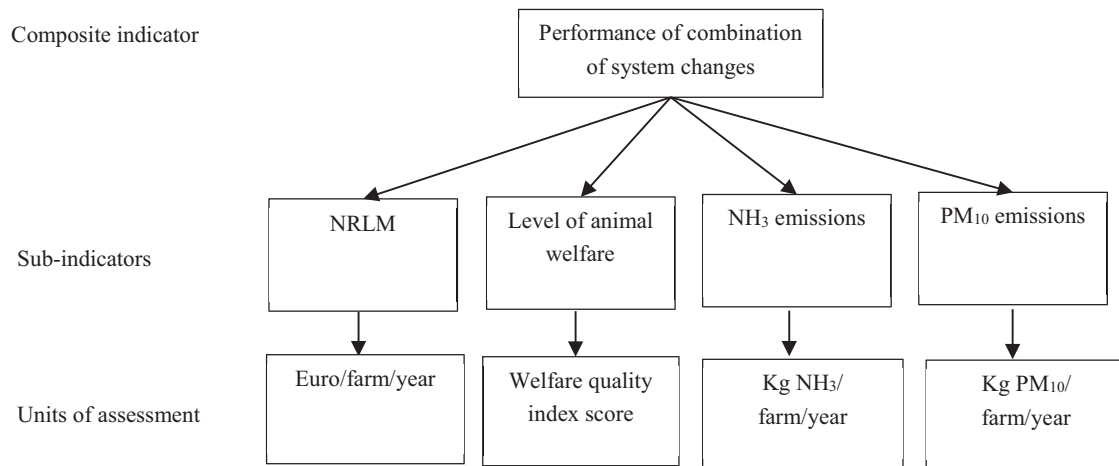 Composite indicator
Performance of combination
of system changes
Sub-indicators
NRLM
Level of animal
welfare
NH₃ emissions
PM₁₀ emissions
Units of assessment
Euro/farm/year
Welfare quality
index score
Kg NH₃/
farm/year
Kg PM₁₀/
farm/year